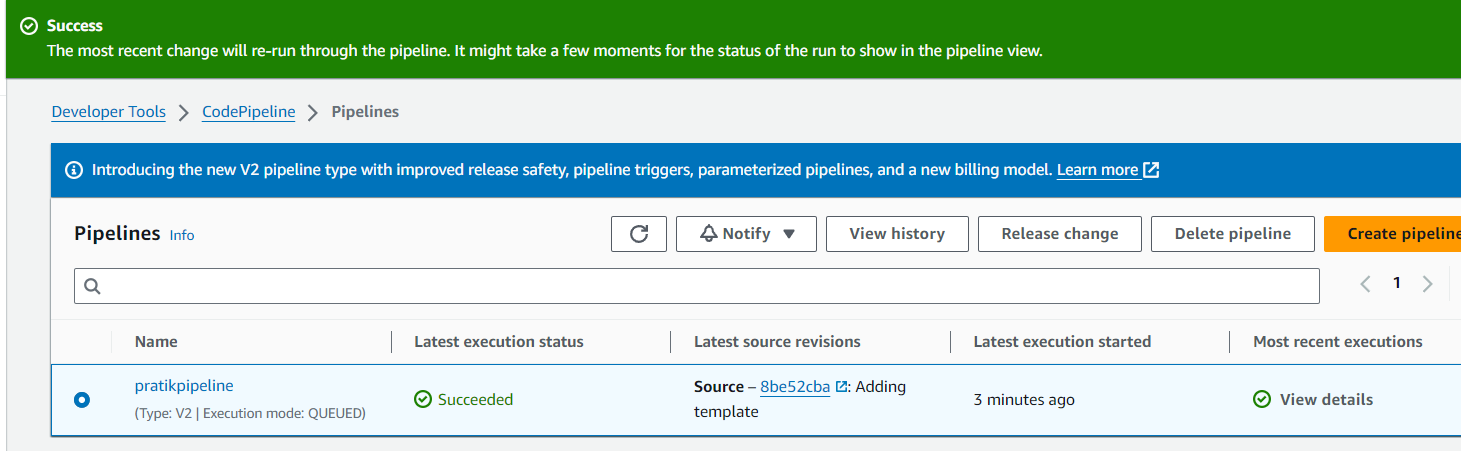 Success
The most recent change will re-run through the pipeline. It might take a few moments for the status of the run to show in the pipeline view.
Developer Tools > CodePipeline > Pipelines
Introducing the new V2 pipeline type with improved release safety, pipeline triggers, parameterized pipelines, and a new billing model. Learn more
Pipelines Info Notify View history Release change Delete pipeline Create pipeline
1
Name Latest execution status Latest source revisions Latest execution started Most recent executions
pratikpipeline
(Type: V2 | Execution mode: QUEUED)
Succeeded
Source – 8be52cba: Adding
template
3 minutes ago
View details